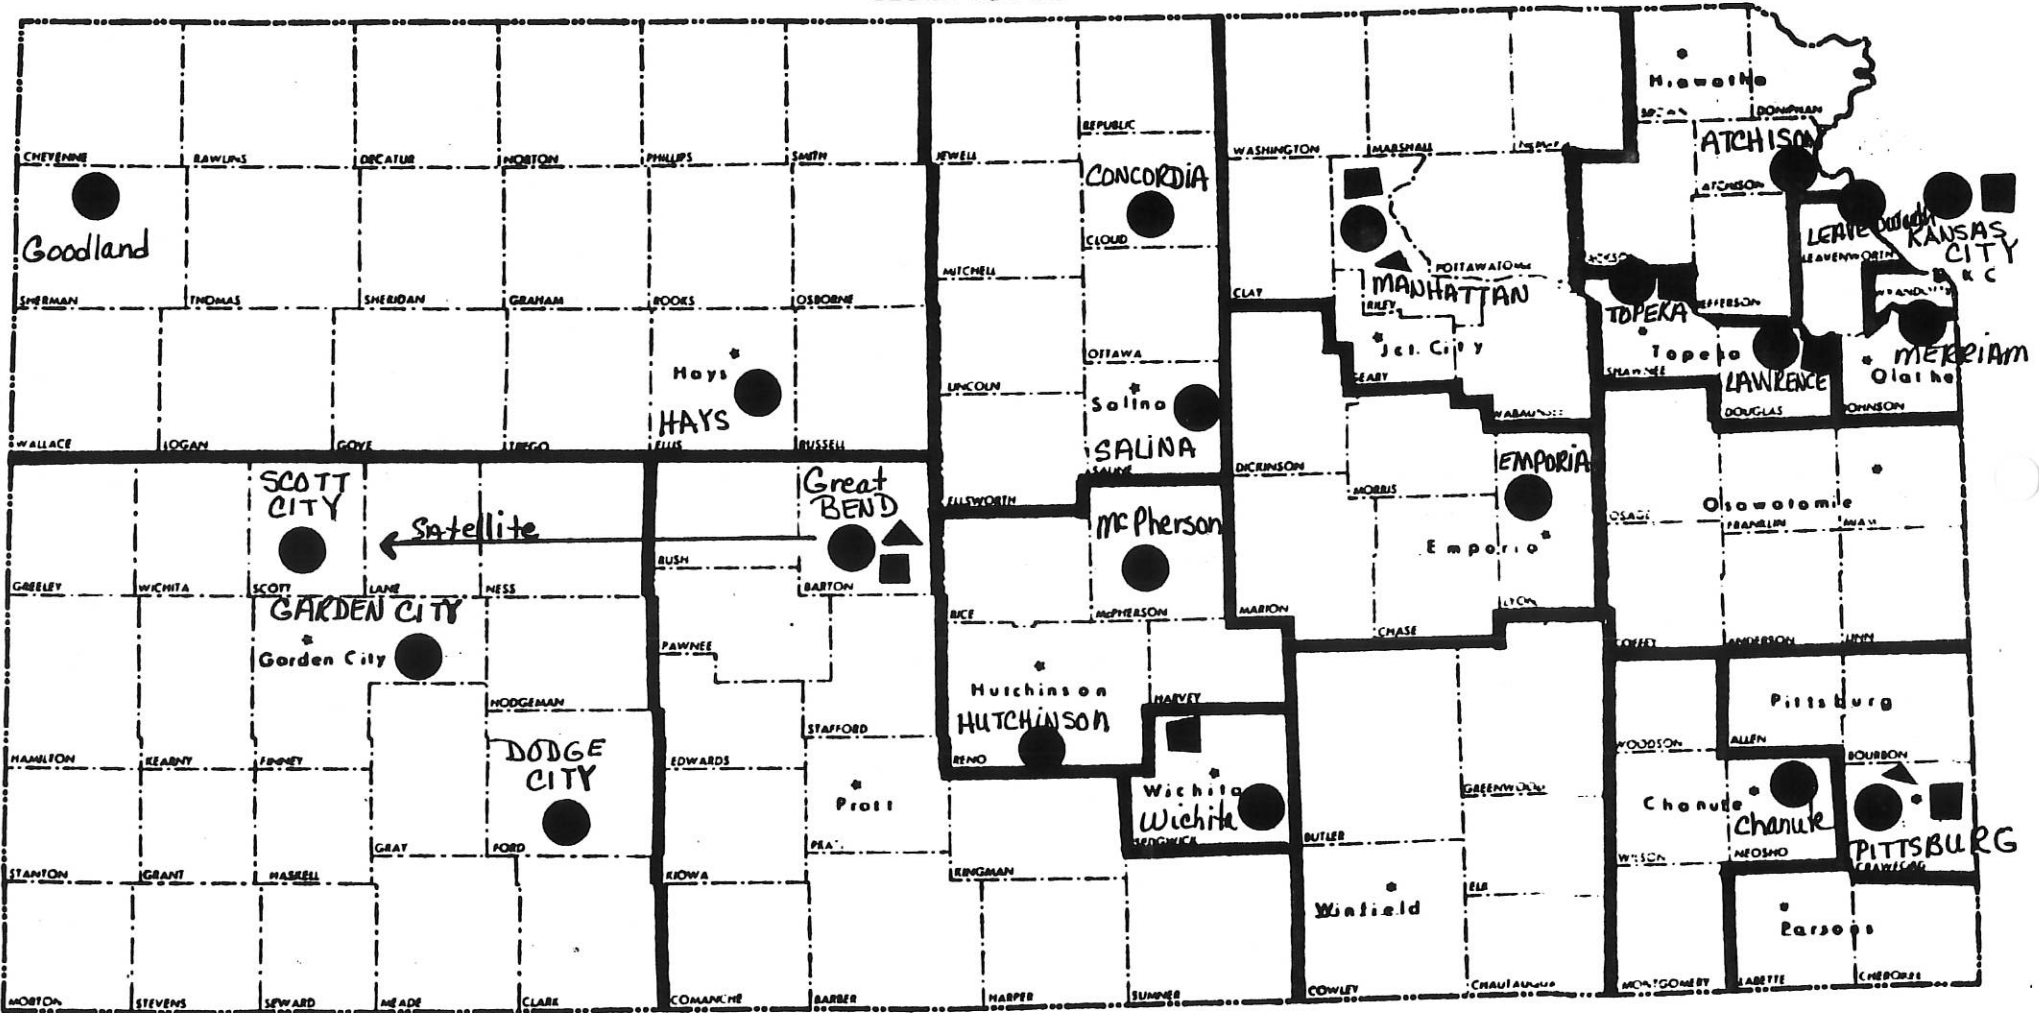 Hiawatha
DONIPHAN
REPUBLIC
ATCHISON
CHEYENNE
RAWLINS
DECATUR
NORTON
PHILLIPS
SMITH
JEWELL
WASHINGTON
MARSHALL
CONCORDIA
ATCHISON
Goodland
CLOUD
KANSAS
CITY
LEAVENWORTH
K C
MITCHELL
POTTAWATOMIE
MANHATTAN
SHERMAN
THOMAS
SHERIDAN
GRAHAM
ROOKS
OSBORNE
CLAY
RILEY
TOPEKA
Hays
HAYS
OTTAWA
Jct. City
Topeka
LAWRENCE
MERRIAM
Olathe
LINCOLN
Salina
SALINA
GEARY
SHAWNEE
DOUGLAS
JOHNSON
WALLACE
LOGAN
GOVE
TREGO
ELLIS
RUSSELL
SALINE
DICKINSON
EMPORIA
SCOTT
CITY
Satellite
Great
BEND
ELLSWORTH
McPherson
MORRIS
Emporia
OSAGE
Osawatomie
FRANKLIN
MIAMI
RUSH
GREELEY
WICHITA
SCOTT
LANE
NESS
BARTON
GARDEN CITY
Garden City
RICE
McPHERSON
MARION
CHASE
LYON
COFFEY
ANDERSON
LINN
PAWNEE
Hutchinson
HUTCHINSON
HARVEY
HODGEMAN
Pittsburg
STAFFORD
DODGE
CITY
HAMILTON
KEARNY
FINNEY
EDWARDS
RENO
WOODSON
ALLEN
BOURBON
Pratt
Wichita
Wichita
GREENWOOD
Chanute
Chanute
PITTSBURG
GRAY
FORD
SEDGWICK
BUTLER
WILSON
NEOSHO
CRAWFORD
STANTON
GRANT
HASKELL
KIOWA
KINGMAN
ELK
Winfield
Parsons
MORTON
STEVENS
SEWARD
MEADE
CLARK
COMANCHE
BARBER
HARPER
SUMNER
COWLEY
CHAUTAUQUA
MONTGOMERY
LABETTE
CHEROKEE